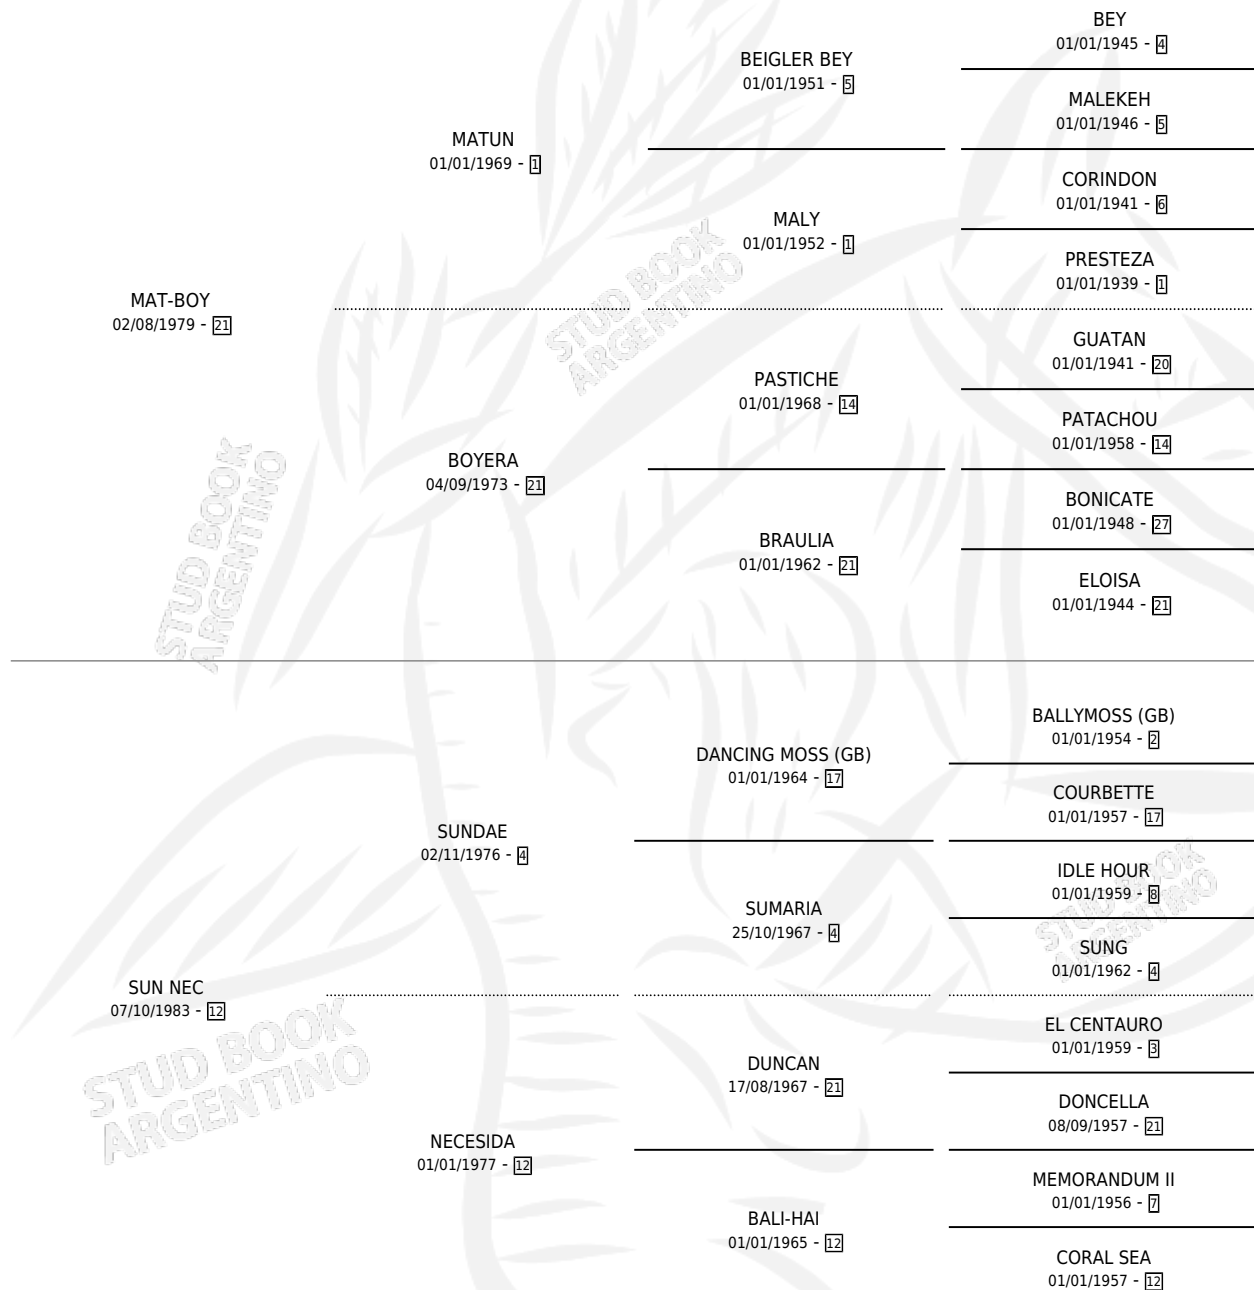 BEY
01/01/1945 - 4
BEIGLER BEY
01/01/1951 - 5
MALEKEH
01/01/1946 - 5
MATUN
01/01/1969 - 1
CORINDON
01/01/1941 - 6
MALY
01/01/1952 - 1
PRESTEZA
01/01/1939 - 1
MAT-BOY
02/08/1979 - 21
GUATAN
01/01/1941 - 20
PASTICHE
01/01/1968 - 14
PATACHOU
01/01/1958 - 14
BOYERA
04/09/1973 - 21
BONICATE
01/01/1948 - 27
BRAULIA
01/01/1962 - 21
ELOISA
01/01/1944 - 21
BALLYMOSS (GB)
01/01/1954 - 2
DANCING MOSS (GB)
01/01/1964 - 17
COURBETTE
01/01/1957 - 17
SUNDAE
02/11/1976 - 4
IDLE HOUR
01/01/1959 - 8
SUMARIA
25/10/1967 - 4
SUNG
01/01/1962 - 4
SUN NEC
07/10/1983 - 12
EL CENTAURO
01/01/1959 - 3
DUNCAN
17/08/1967 - 21
DONCELLA
08/09/1957 - 21
NECESIDA
01/01/1977 - 12
MEMORANDUM II
01/01/1956 - 7
BALI-HAI
01/01/1965 - 12
CORAL SEA
01/01/1957 - 12
STUD BOOK
ARGENTINO
STUD BOOK
ARGENTINO
STUD BOOK
ARGENTINO
STUD BOOK
ARGENTINO